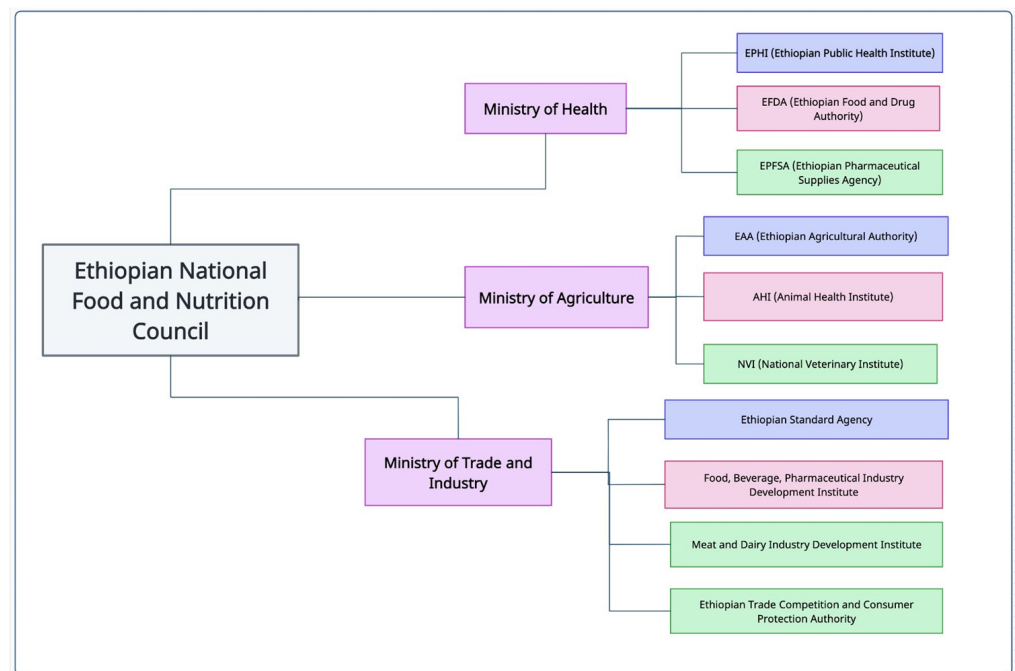 EPHI (Ethiopian Public Health Institute)
Ministry of Health
EFDA (Ethiopian Food and Drug
Authority)
EPFSA (Ethiopian Pharmaceutical
Supplies Agency)
Ethiopian National
Food and Nutrition
Council
EAA (Ethiopian Agricultural Authority)
Ministry of Agriculture
AHI (Animal Health Institute)
NVI (National Veterinary Institute)
Ministry of Trade and
Industry
Ethiopian Standard Agency
Food, Beverage, Pharmaceutical Industry
Development Institute
Meat and Dairy Industry Development Institute
Ethiopian Trade Competition and Consumer
Protection Authority